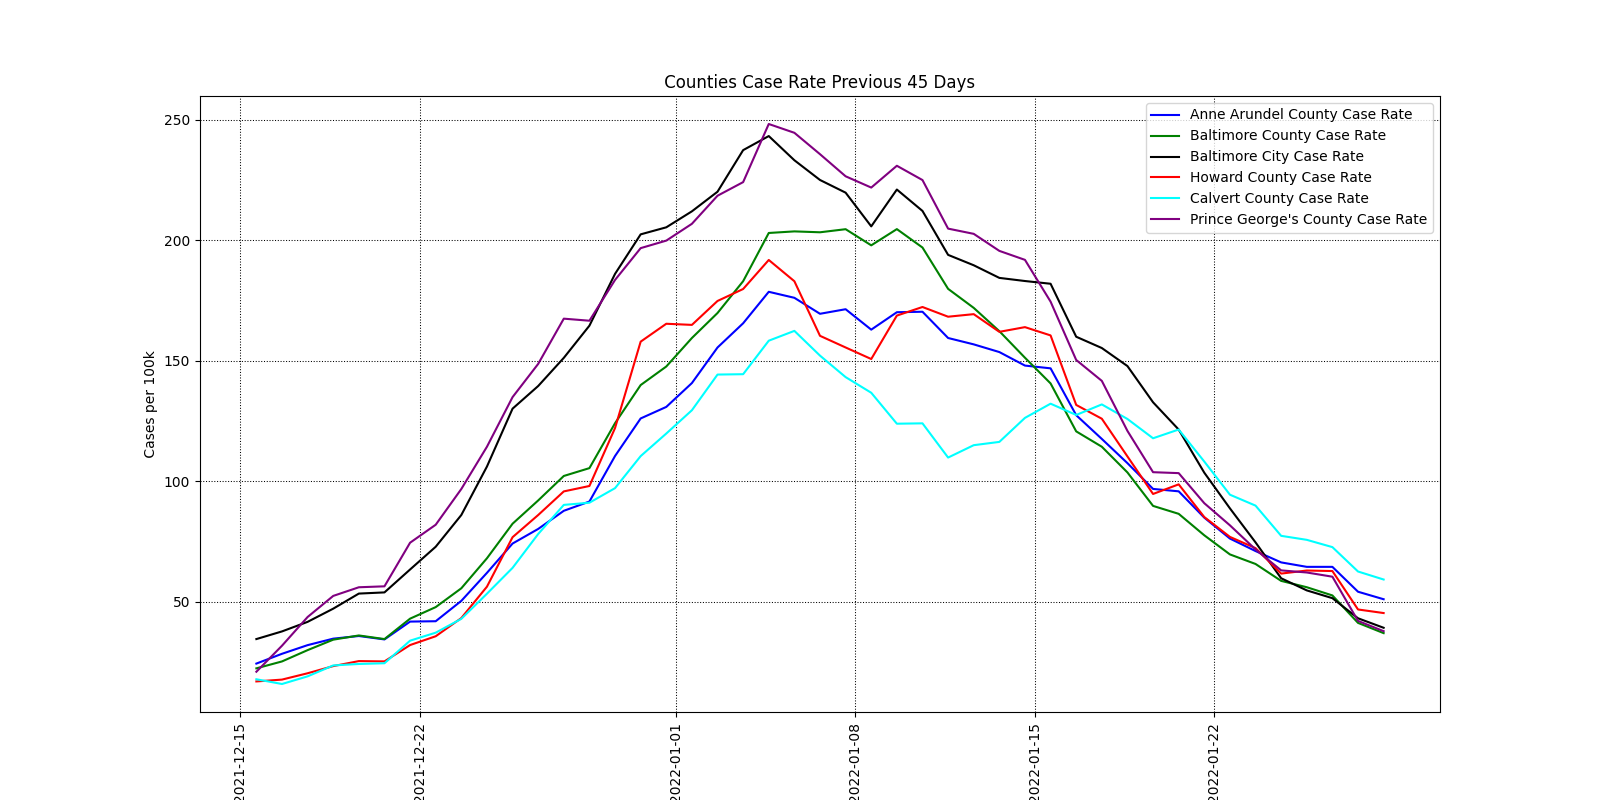 Counties Case Rate Previous 45 Days
Cases per 100k
250
200
150
100
50
Anne Arundel County Case Rate
Baltimore County Case Rate
Baltimore City Case Rate
Howard County Case Rate
Calvert County Case Rate
Prince George's County Case Rate
2021-12-15
2021-12-22
2022-01-01
2022-01-08
2022-01-15
2022-01-22